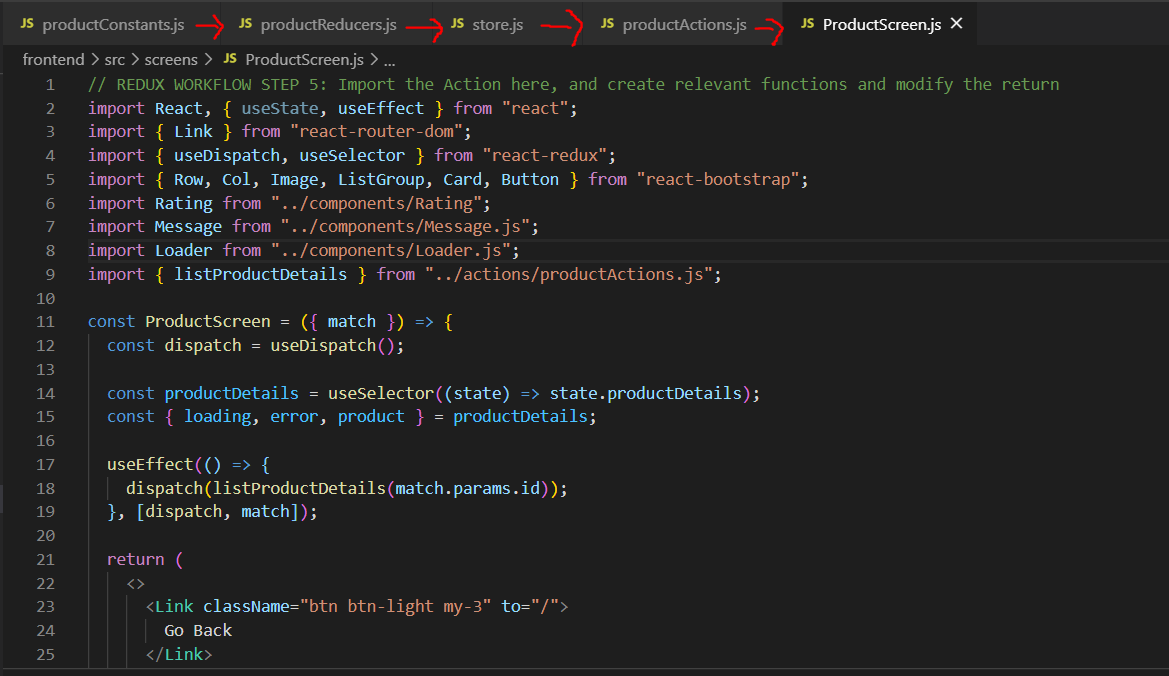 JS productConstants.js JS productReducers.js JS store.js JS productActions.js JS ProductScreen.js ×
frontend > src > screens > JS ProductScreen.js > ...
1 // REDUX WORKFLOW STEP 5: Import the Action here, and create relevant functions and modify the return
2 import React, { useState, useEffect } from "react";
3 import { Link } from "react-router-dom";
4 import { useDispatch, useSelector } from "react-redux";
5 import { Row, Col, Image, ListGroup, Card, Button } from "react-bootstrap";
6 import Rating from "../components/Rating";
7 import Message from "../components/Message.js";
8 import Loader from "../components/Loader.js";
9 import { listProductDetails } from "../actions/productActions.js";
10
11 const ProductScreen = ({ match }) => {
12 const dispatch = useDispatch();
13
14 const productDetails = useSelector((state) => state.productDetails);
15 const { loading, error, product } = productDetails;
16
17 useEffect(() => {
18 dispatch(listProductDetails(match.params.id));
19 }, [dispatch, match]);
20
21 return (
22 <>
23 <Link className="btn btn-light my-3" to="/">
24 Go Back
25 </Link>